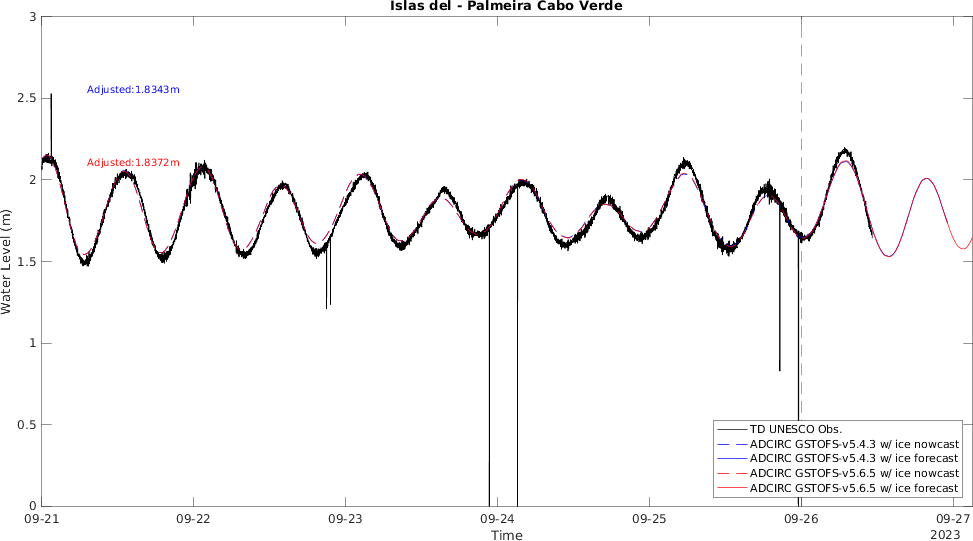 Islas del - Palmeira Cabo Verde
3
2.5
2
1.5
1
0.5
0
Water Level (m)
Adjusted:1.8343m
Adjusted:1.8372m
TD UNESCO Obs.
ADCIRC GSTOFS-v5.4.3 w/ ice nowcast
ADCIRC GSTOFS-v5.4.3 w/ ice forecast
ADCIRC GSTOFS-v5.6.5 w/ ice nowcast
ADCIRC GSTOFS-v5.6.5 w/ ice forecast
09-21 09-22 09-23 09-24 09-25 09-26 09-27
Time
2023